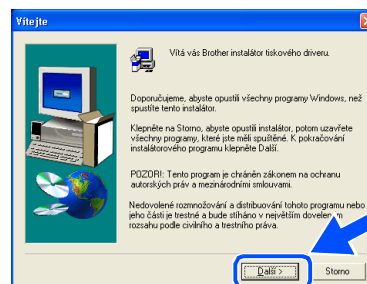 Vítejte
Vítá vás Brother instalátor tiskového driveru.
Doporučujeme, abyste opustili všechny programy Windows, než
spustíte tento instalátor.
Klepněte na Storno, abyste opustili instalátor, potom uzavřete
všechny programy, které jste měli spuštěné. K pokračování
instalátorového programu klepněte Další.
POZOR!: Tento program je chráněn zákonem na ochranu
autorských práv a mezinárodními smlouvami.
Nedovolené rozmnožování a distribuování tohoto programu nebo
jeho části je trestné a bude stíháno v největším dovoleném
rozsahu podle civilního a trestního práva.
Další >
Storno